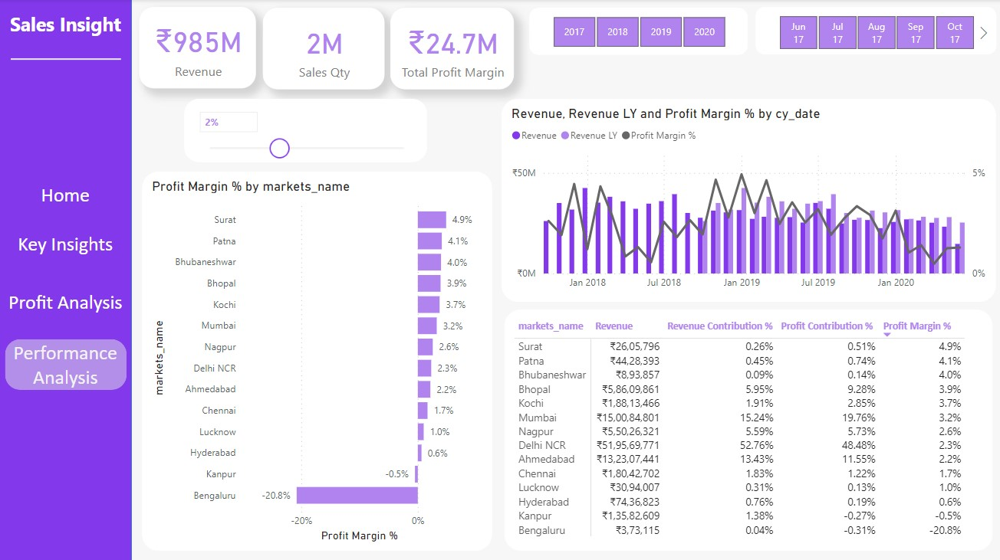 Sales Insight
Home
Key Insights
Profit Analysis
Performance
Analysis
₹985M
Revenue
2M
Sales Qty
₹24.7M
Total Profit Margin
2017 2018 2019 2020
Jun 17 Jul 17 Aug 17 Sep 17 Oct 17
2%
Profit Margin % by markets_name
markets_name
Surat 4.9%
Patna 4.1%
Bhubaneshwar 4.0%
Bhopal 3.9%
Kochi 3.7%
Mumbai 3.2%
Nagpur 2.6%
Delhi NCR 2.3%
Ahmedabad 2.2%
Chennai 1.7%
Lucknow 1.0%
Hyderabad 0.6%
Kanpur -0.5%
Bengaluru -20.8%
-20% 0%
Profit Margin %
Revenue, Revenue LY and Profit Margin % by cy_date
Revenue Revenue LY Profit Margin %
₹50M 5%
₹0M 0%
Jan 2018 Jul 2018 Jan 2019 Jul 2019 Jan 2020
markets_name Revenue Revenue Contribution % Profit Contribution % Profit Margin %
Surat ₹26,05,796 0.26% 0.51% 4.9%
Patna ₹44,28,393 0.45% 0.74% 4.1%
Bhubaneshwar ₹8,93,857 0.09% 0.14% 4.0%
Bhopal ₹5,86,09,861 5.95% 9.28% 3.9%
Kochi ₹1,88,13,466 1.91% 2.85% 3.7%
Mumbai ₹15,00,84,801 15.24% 19.76% 3.2%
Nagpur ₹5,50,26,321 5.59% 5.73% 2.6%
Delhi NCR ₹51,95,69,771 52.76% 48.48% 2.3%
Ahmedabad ₹13,23,07,441 13.43% 11.55% 2.2%
Chennai ₹1,80,42,702 1.83% 1.22% 1.7%
Lucknow ₹30,94,007 0.31% 0.13% 1.0%
Hyderabad ₹74,36,823 0.76% 0.19% 0.6%
Kanpur ₹1,35,82,609 1.38% -0.27% -0.5%
Bengaluru ₹3,73,115 0.04% -0.31% -20.8%